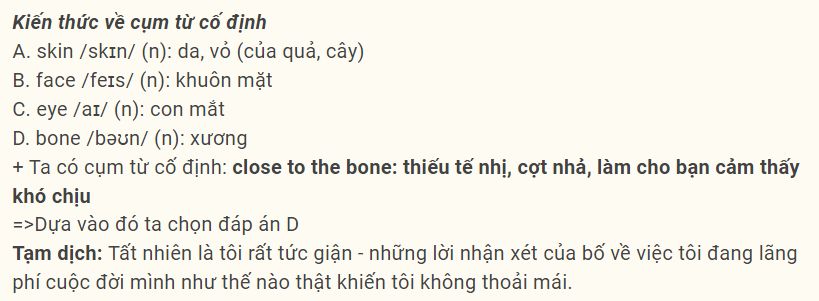 Kiến thức về cụm từ cố định
A. skin /skɪn/ (n): da, vỏ (của quả, cây)
B. face /feɪs/ (n): khuôn mặt
C. eye /aɪ/ (n): con mắt
D. bone /bəʊn/ (n): xương
+ Ta có cụm từ cố định: close to the bone: thiếu tế nhị, cợt nhả, làm cho bạn cảm thấy
khó chịu
=>Dựa vào đó ta chọn đáp án D
Tạm dịch: Tất nhiên là tôi rất tức giận - những lời nhận xét của bố về việc tôi đang lãng
phí cuộc đời mình như thế nào thật khiến tôi không thoải mái.